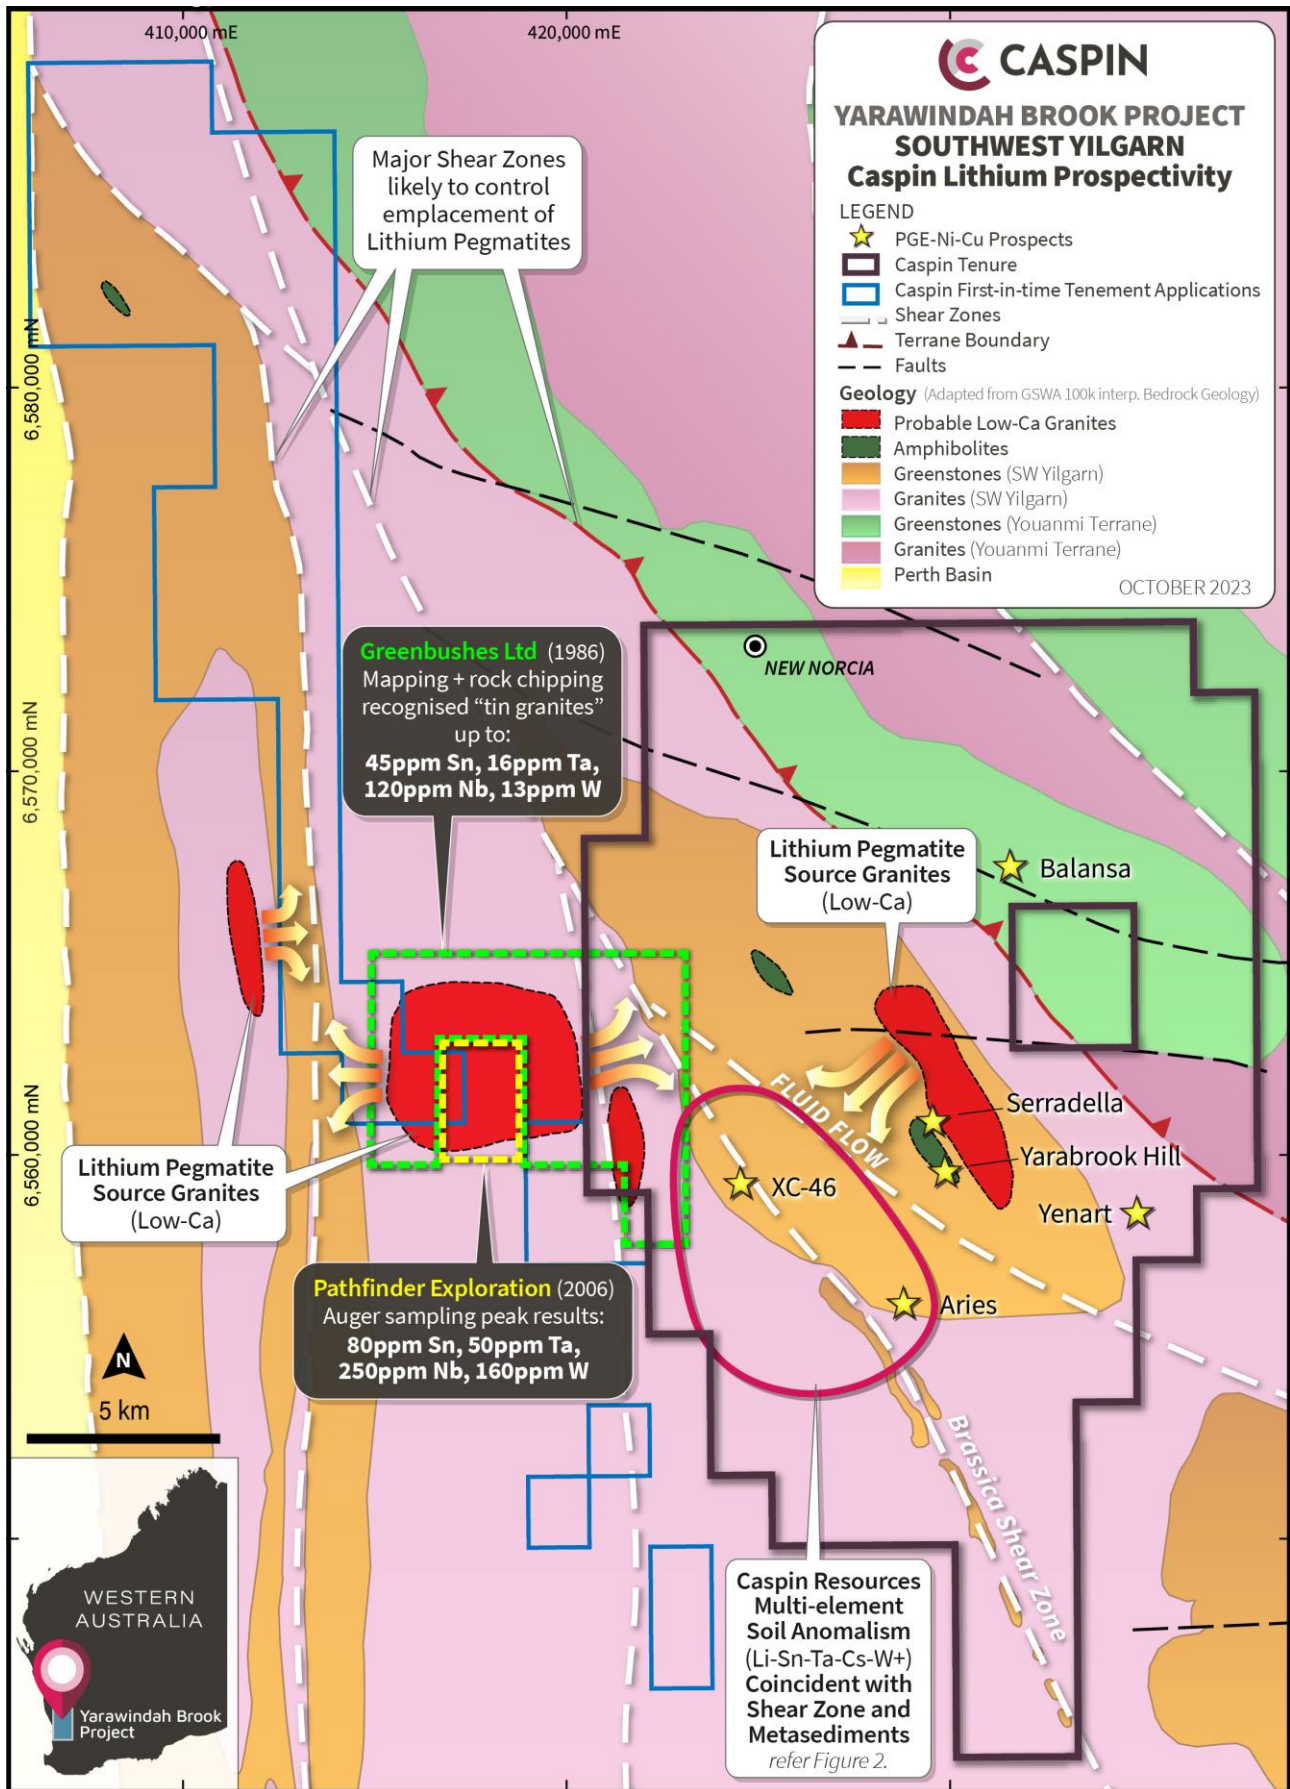 410,000 mE
420,000 mE
CASPIN
YARAWINDAH BROOK PROJECT
SOUTHWEST YILGARN
Caspin Lithium Prospectivity
LEGEND
PGE-Ni-Cu Prospects
Caspin Tenure
Caspin First-in-time Tenement Applications
Shear Zones
Terrane Boundary
Faults
Geology (Adapted from GSWA 100k interp. Bedrock Geology)
Probable Low-Ca Granites
Amphibolites
Greenstones (SW Yilgarn)
Granites (SW Yilgarn)
Greenstones (Youanmi Terrane)
Granites (Youanmi Terrane)
Perth Basin
OCTOBER 2023
Major Shear Zones
likely to control
emplacement of
Lithium Pegmatites
6,580,000 mN
Greenbushes Ltd (1986)
Mapping + rock chipping
recognised “tin granites”
up to:
45ppm Sn, 16ppm Ta,
120ppm Nb, 13ppm W
NEW NORCIA
6,570,000 mN
Lithium Pegmatite
Source Granites
(Low-Ca)
Balansa
FLUID FLOW
Serradella
Yarabrook Hill
XC-46
Yenart
Aries
6,560,000 mN
Lithium Pegmatite
Source Granites
(Low-Ca)
Pathfinder Exploration (2006)
Auger sampling peak results:
80ppm Sn, 50ppm Ta,
250ppm Nb, 160ppm W
N
5 km
Brassica Shear Zone
Caspin Resources
Multi-element
Soil Anomalism
(Li-Sn-Ta-Cs-W+)
Coincident with
Shear Zone and
Metasediments
refer Figure 2.
WESTERN
AUSTRALIA
Yarawindah Brook
Project